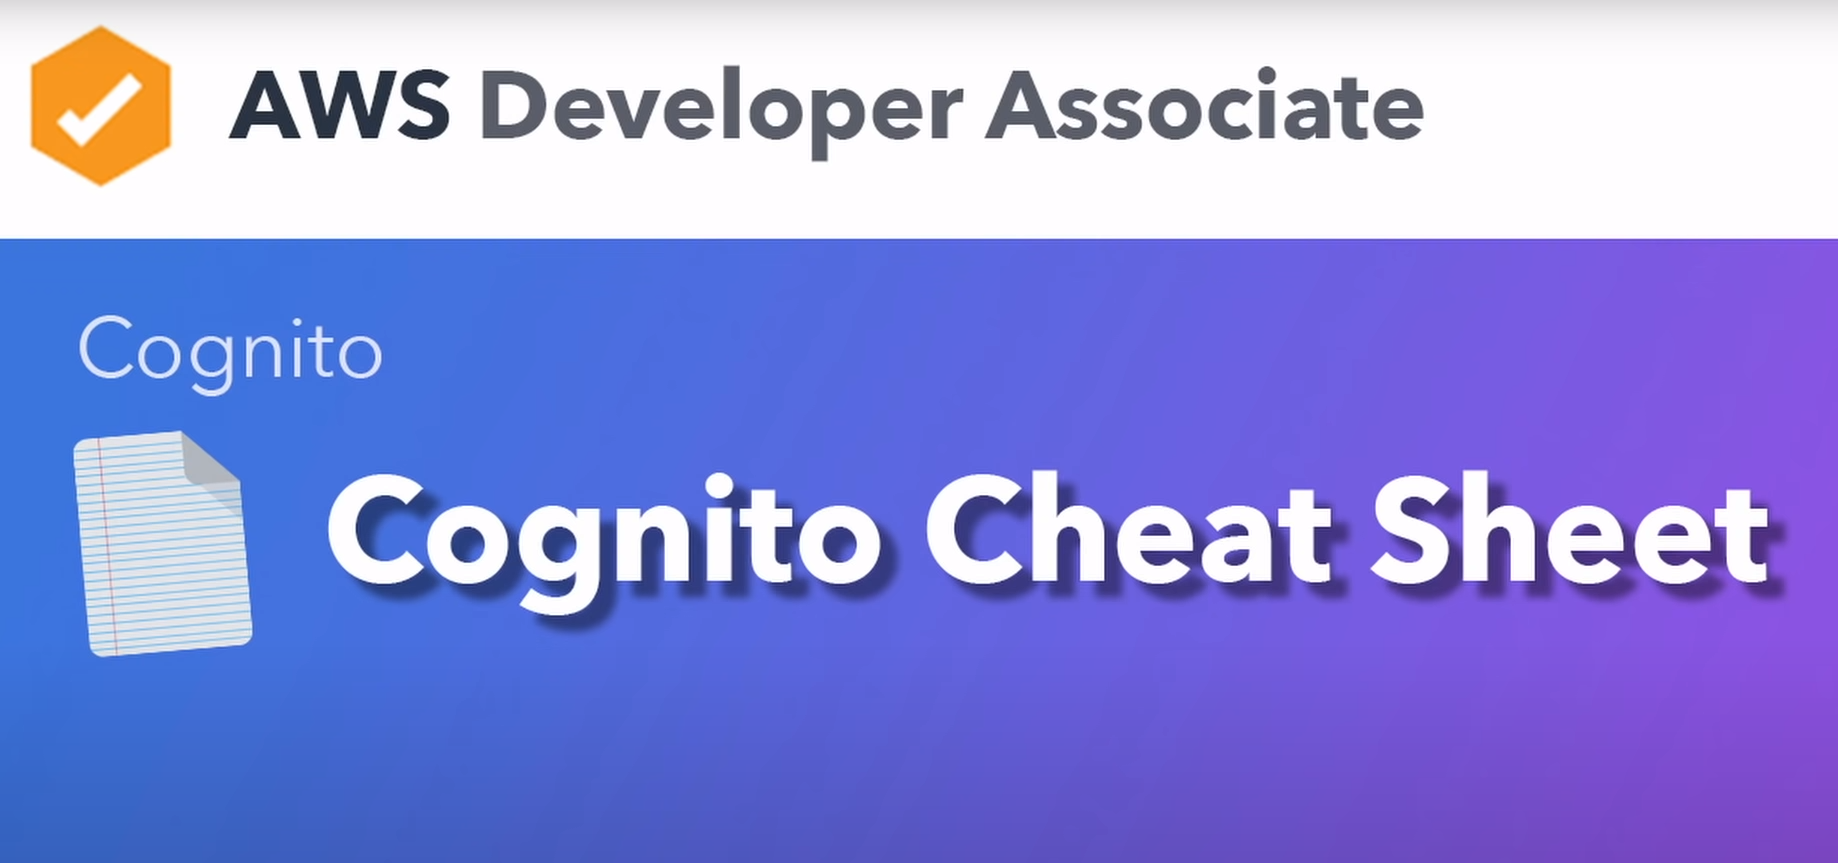 AWS Developer Associate
Cognito
Cognito Cheat Sheet